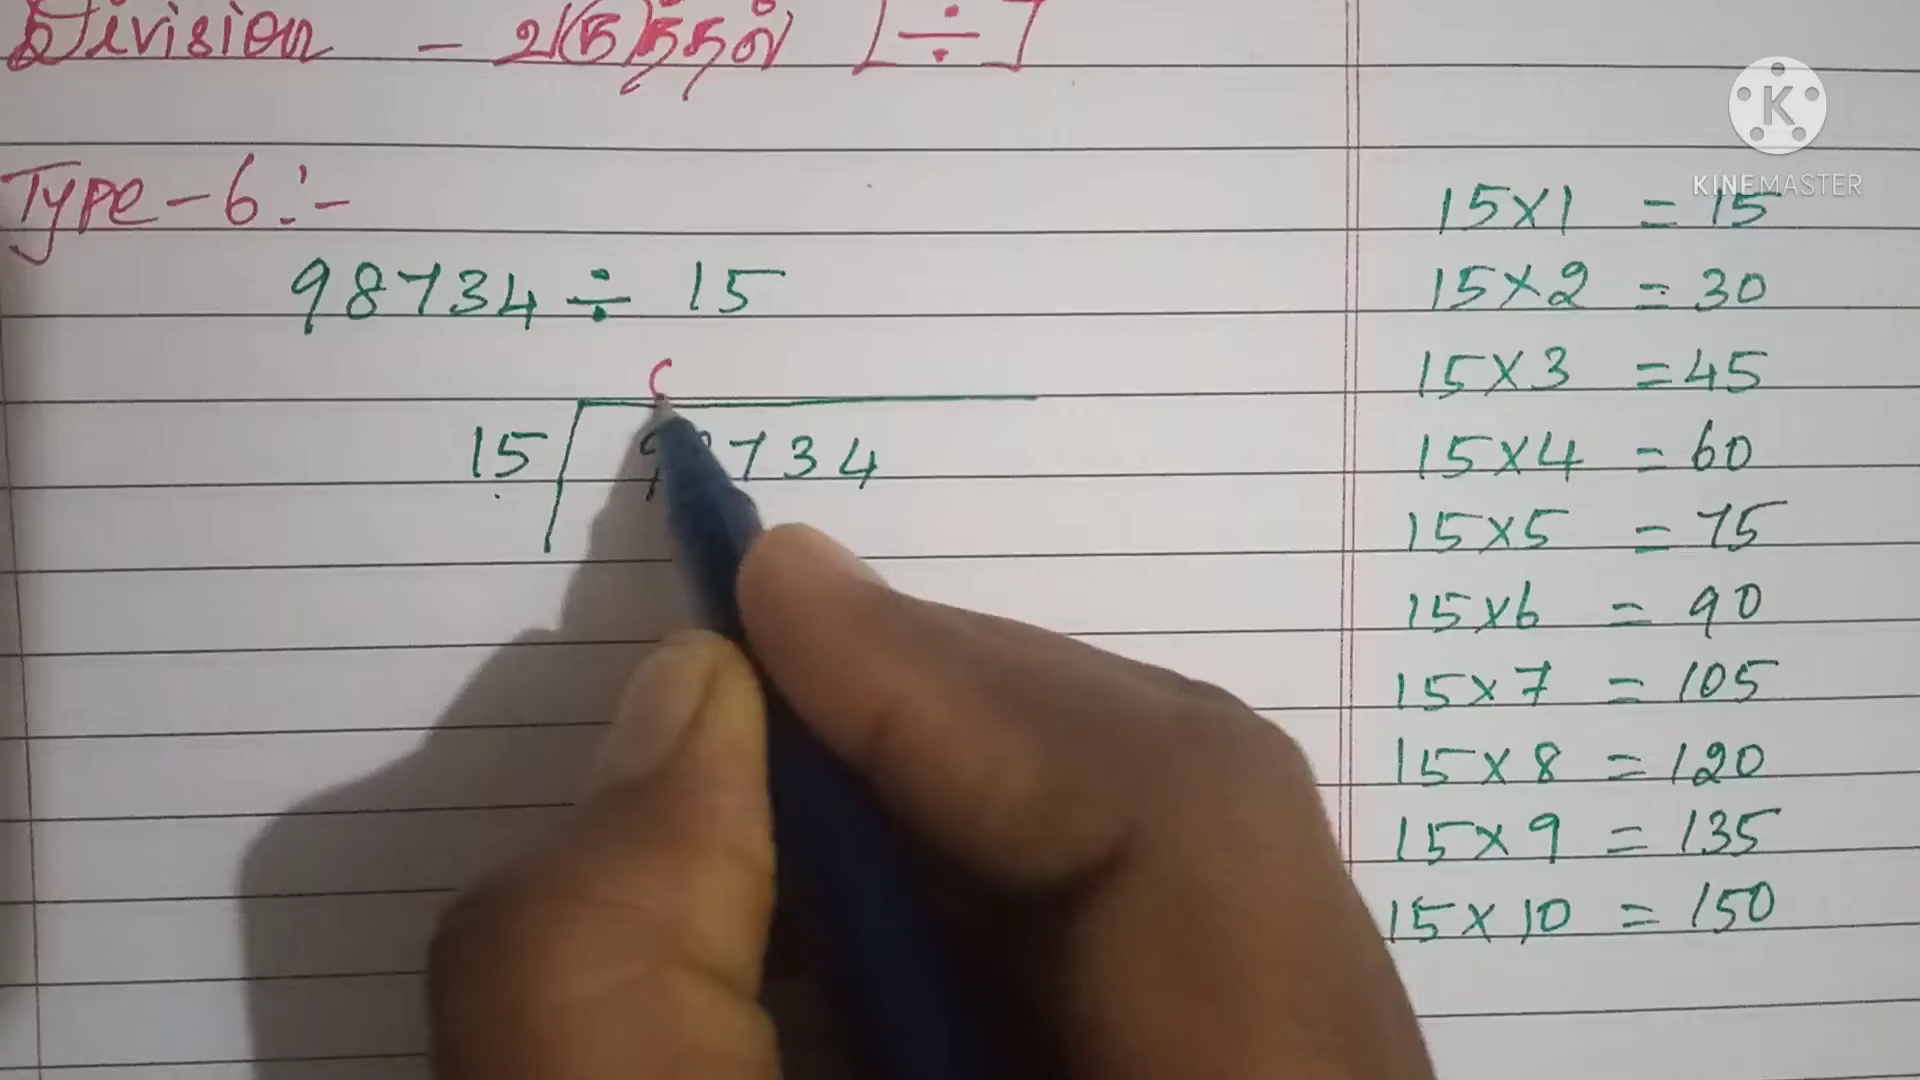 Division - வகுத்தல் [÷]
Type-6:-
98734 ÷ 15
15 734
KINEMASTER
15×1 = 15
15×2 = 30
15×3 = 45
15×4 = 60
15×5 = 75
15×6 = 90
15×7 = 105
15×8 = 120
15×9 = 135
15×10 = 150